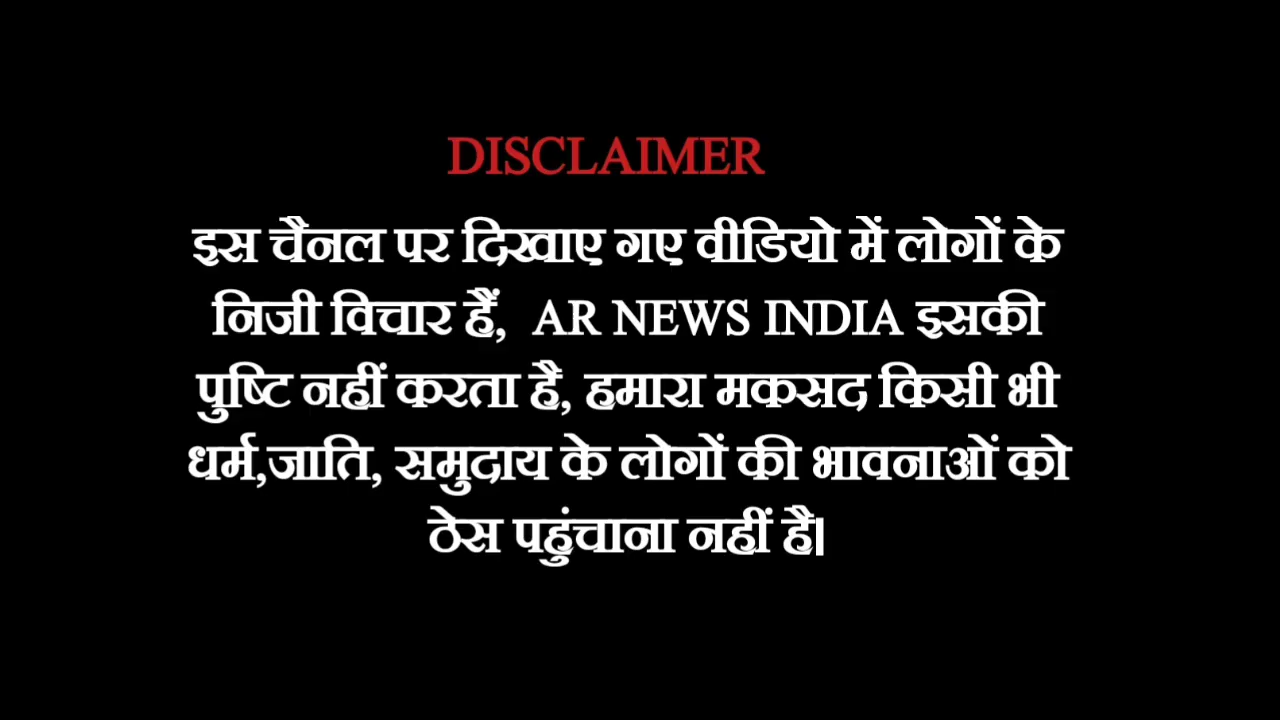 DISCLAIMER
इस चैनल पर दिखाए गए वीडियो में लोगों के
निजी विचार हैं, AR NEWS INDIA इसकी
पुष्टि नहीं करता है, हमारा मकसद किसी भी
धर्म,जाति, समुदाय के लोगों की भावनाओं को
ठेस पहुंचाना नहीं है।